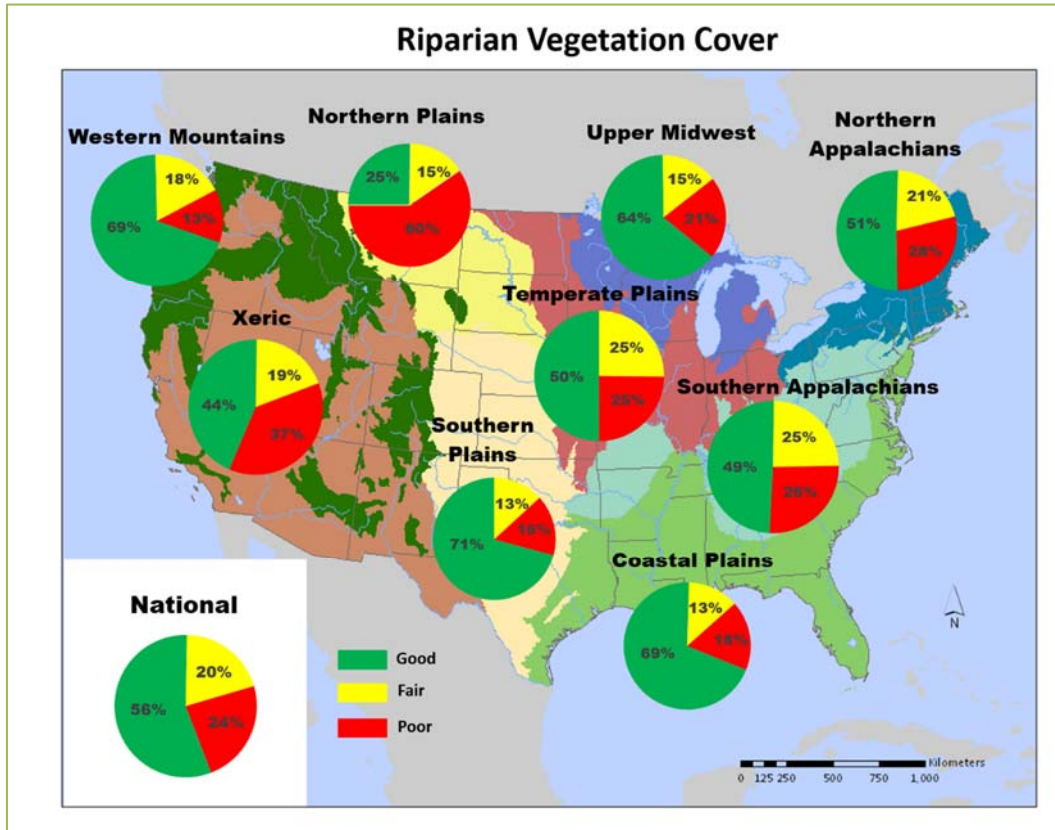 Riparian Vegetation Cover
Western Mountains
18%
13%
69%
Northern Plains
25%
15%
60%
Upper Midwest
15%
64%
21%
Northern
Appalachians
21%
51%
28%
Xeric
19%
44%
37%
Temperate Plains
25%
50%
25%
Southern Appalachians
25%
49%
26%
Southern
Plains
13%
16%
71%
Coastal Plains
13%
18%
69%
National
20%
56%
24%
Good
Fair
Poor
N
Kilometers
0 125 250 500 750 1,000